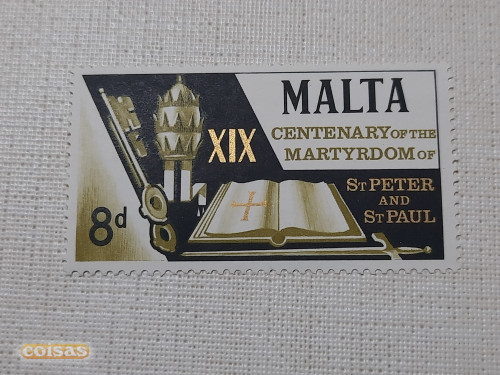 MALTA
XIX
CENTENARY OF THE
MARTYRDOM OF
ST PETER
AND
ST PAUL
8d
coisas